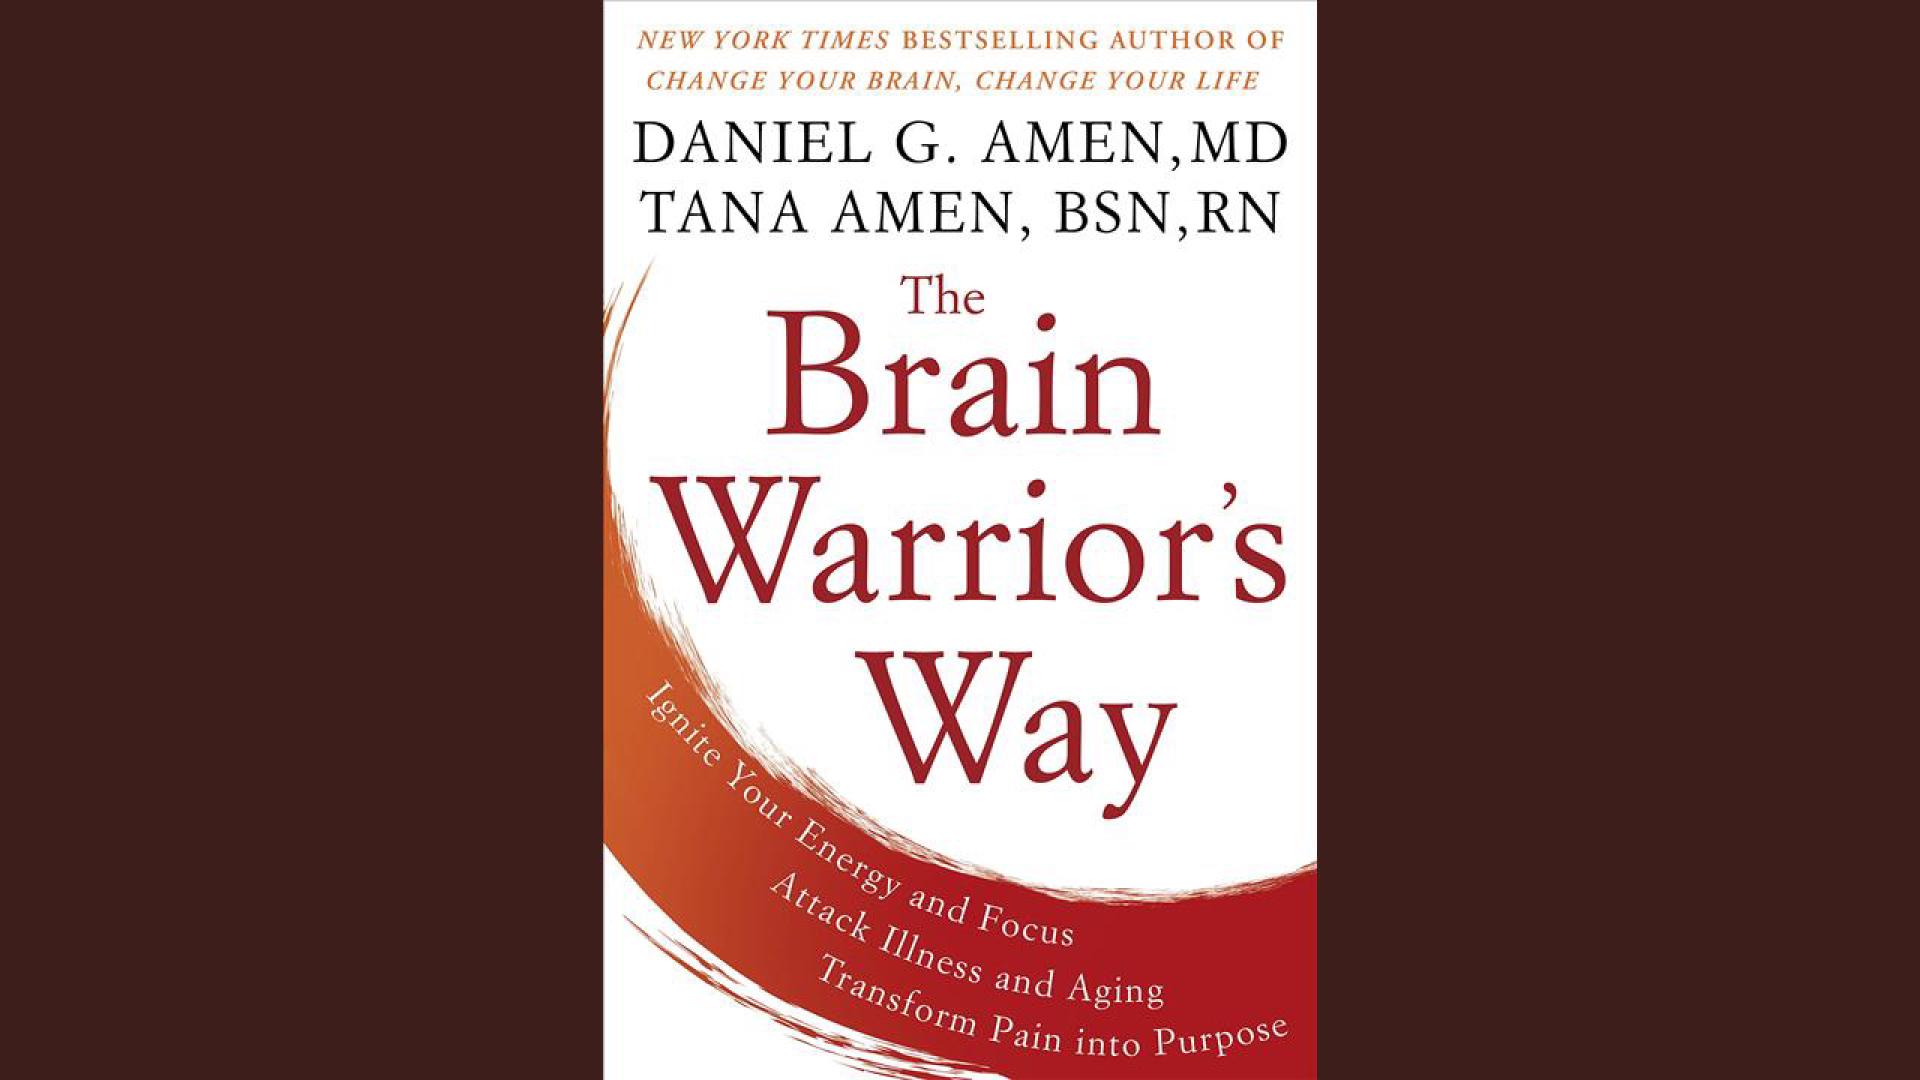 NEW YORK TIMES BESTSELLING AUTHOR OF
CHANGE YOUR BRAIN, CHANGE YOUR LIFE
DANIEL G. AMEN, MD
TANA AMEN, BSN, RN
The
Brain
Warrior's
Way
Ignite Your Energy and Focus
Attack Illness and Aging
Transform Pain into Purpose